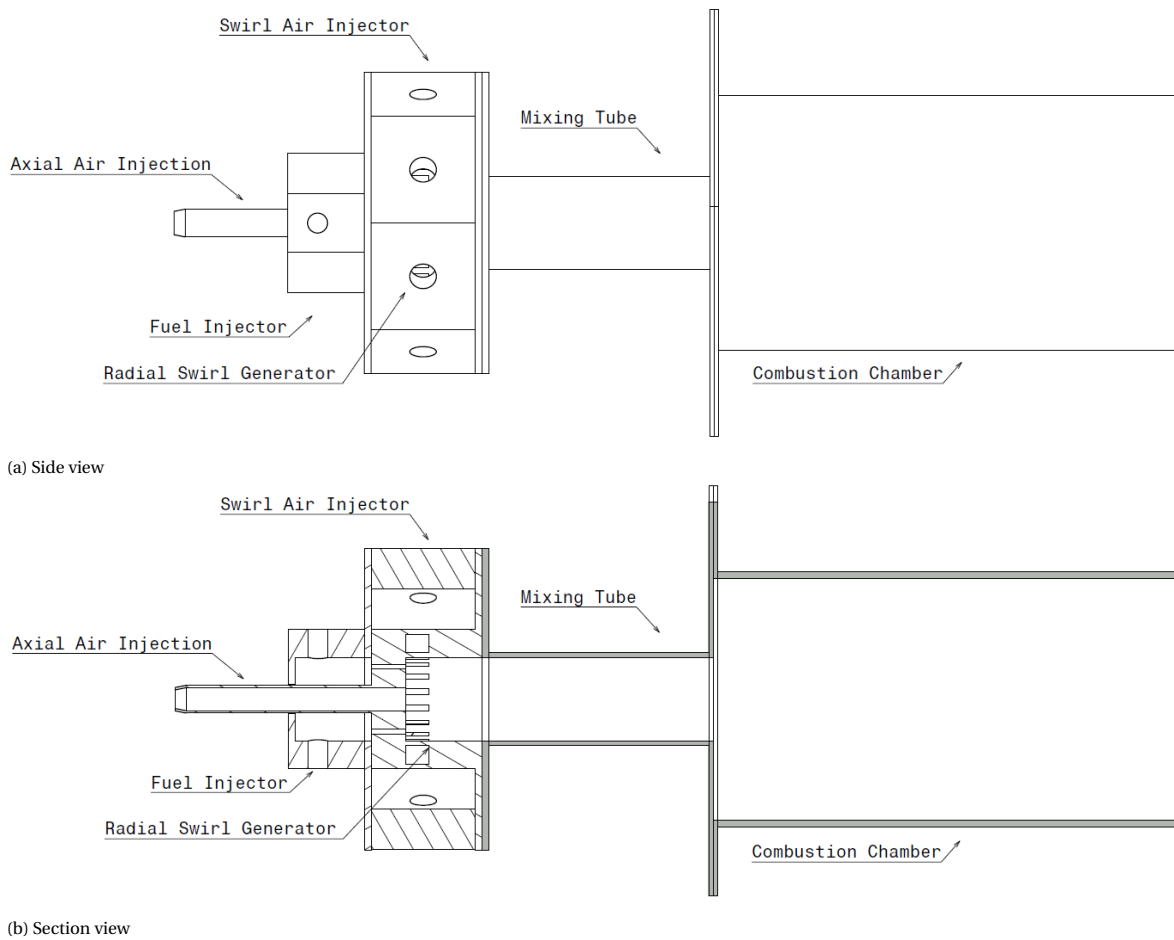 Swirl Air Injector
Mixing Tube
Axial Air Injection
Fuel Injector
Radial Swirl Generator
Combustion Chamber
(a) Side view
Swirl Air Injector
Mixing Tube
Axial Air Injection
Fuel Injector
Radial Swirl Generator
Combustion Chamber
(b) Section view